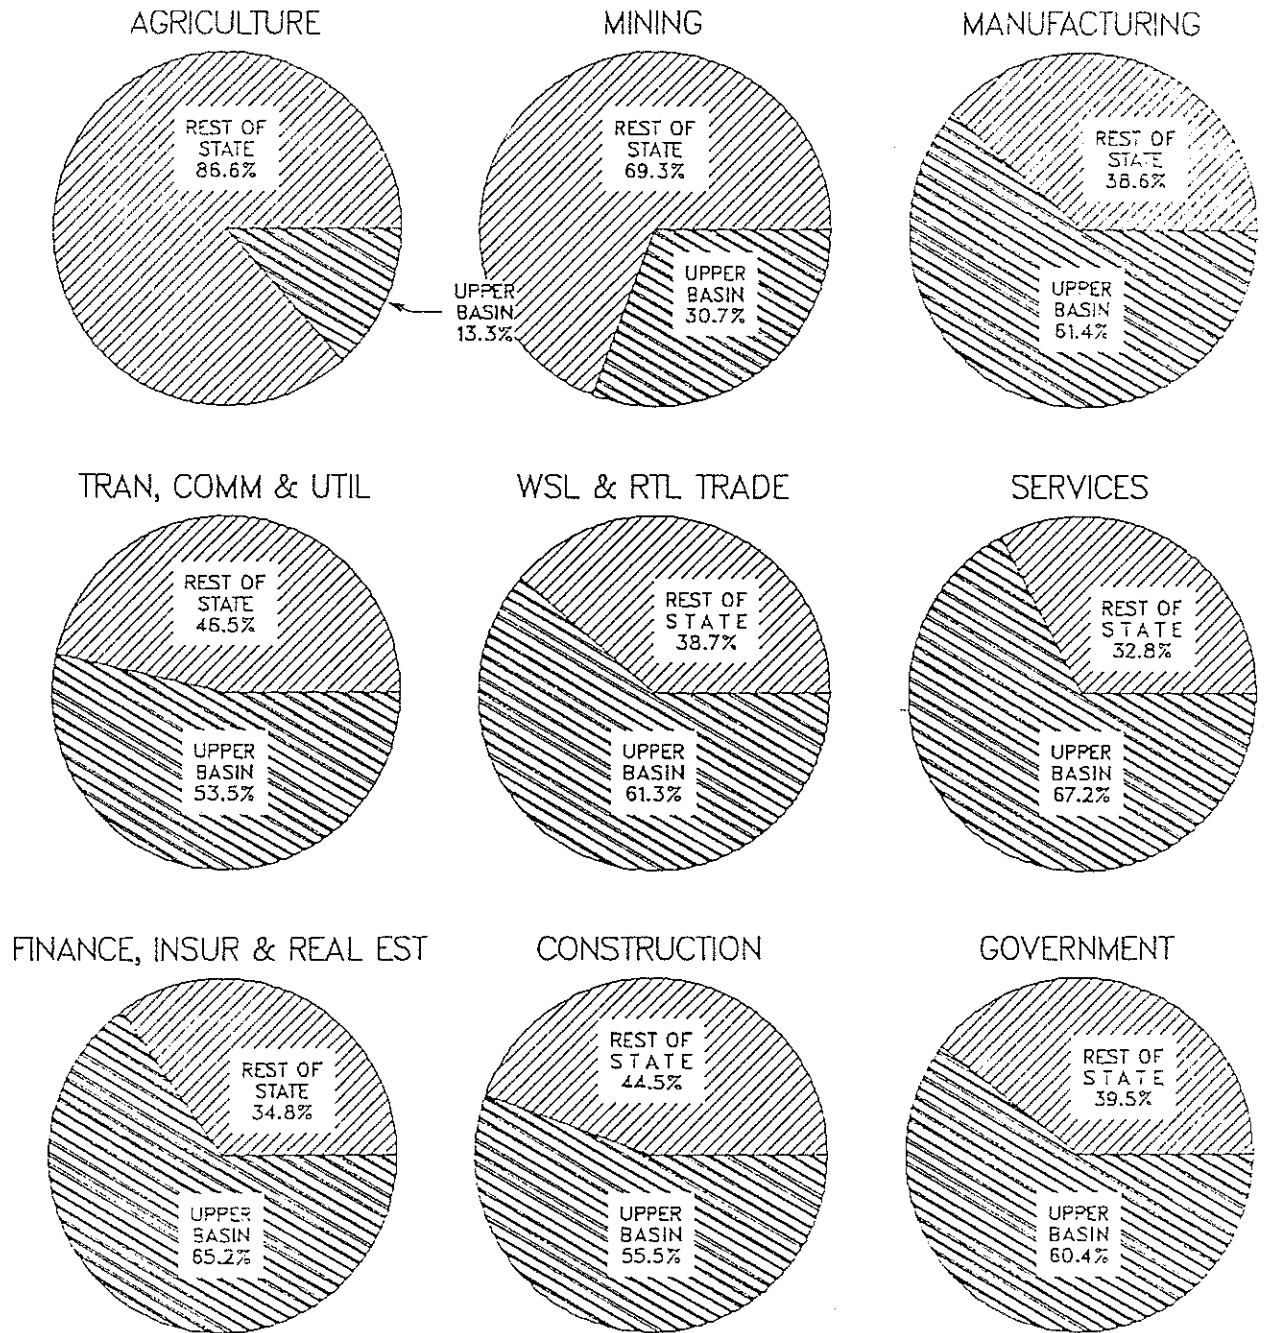 AGRICULTURE
REST OF
STATE
86.6%
UPPER
BASIN
13.3%
MINING
REST OF
STATE
69.3%
UPPER
BASIN
30.7%
MANUFACTURING
REST OF
STATE
38.6%
UPPER
BASIN
61.4%
TRAN, COMM & UTIL
REST OF
STATE
46.5%
UPPER
BASIN
53.5%
WSL & RTL TRADE
REST OF
STATE
38.7%
UPPER
BASIN
61.3%
SERVICES
REST OF
STATE
32.8%
UPPER
BASIN
67.2%
FINANCE, INSUR & REAL EST
REST OF
STATE
34.8%
UPPER
BASIN
65.2%
CONSTRUCTION
REST OF
STATE
44.5%
UPPER
BASIN
55.5%
GOVERNMENT
REST OF
STATE
39.5%
UPPER
BASIN
60.4%